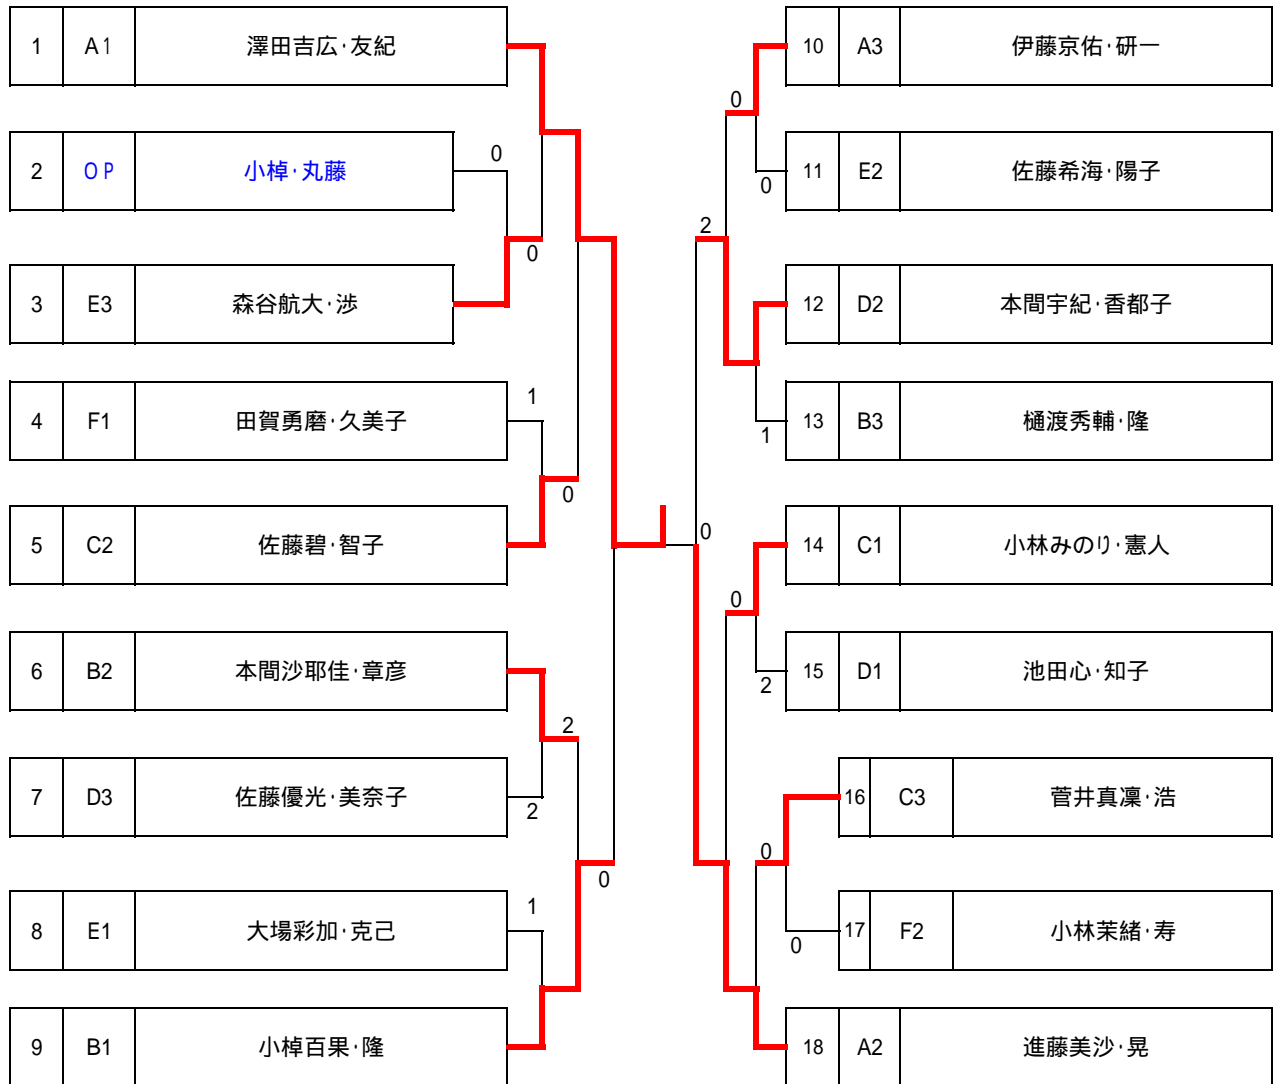 1 A1 澤田吉広・友紀
2 OP 小棹・丸藤
0
0
3 E3 森谷航大・渉
1
4 F1 田賀勇磨・久美子
0
5 C2 佐藤碧・智子
6 B2 本間沙耶佳・章彦
2
7 D3 佐藤優光・美奈子
2
0
1
8 E1 大場彩加・克己
9 B1 小棹百果・隆
10 A3 伊藤京佑・研一
0
11 E2 佐藤希海・陽子
0
2
12 D2 本間宇紀・香都子
13 B3 樋渡秀輔・隆
1
0
14 C1 小林みのり・憲人
0
15 D1 池田心・知子
2
16 C3 菅井真凜・浩
0
17 F2 小林茉緒・寿
0
18 A2 進藤美沙・晃